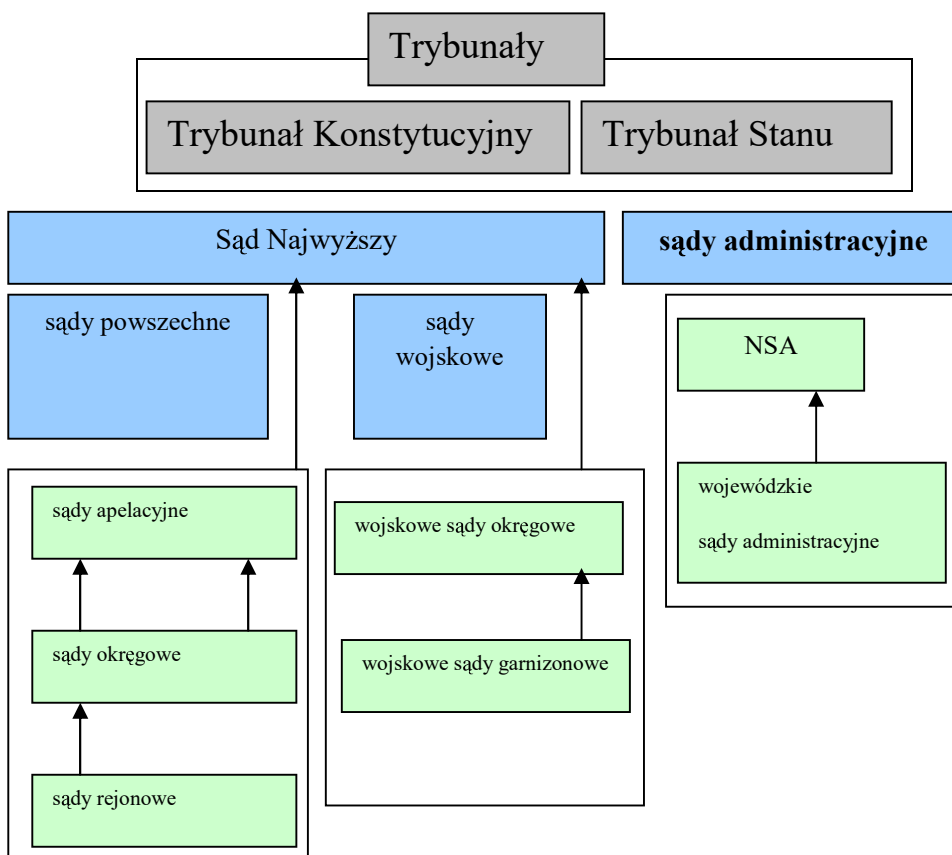 Trybunały
Trybunał Konstytucyjny
Trybunał Stanu
Sąd Najwyższy
sądy administracyjne
sądy powszechne
sądy
wojskowe
NSA
wojewódzkie
sądy administracyjne
sądy apelacyjne
wojskowe sądy okręgowe
sądy okręgowe
wojskowe sądy garnizonowe
sądy rejonowe